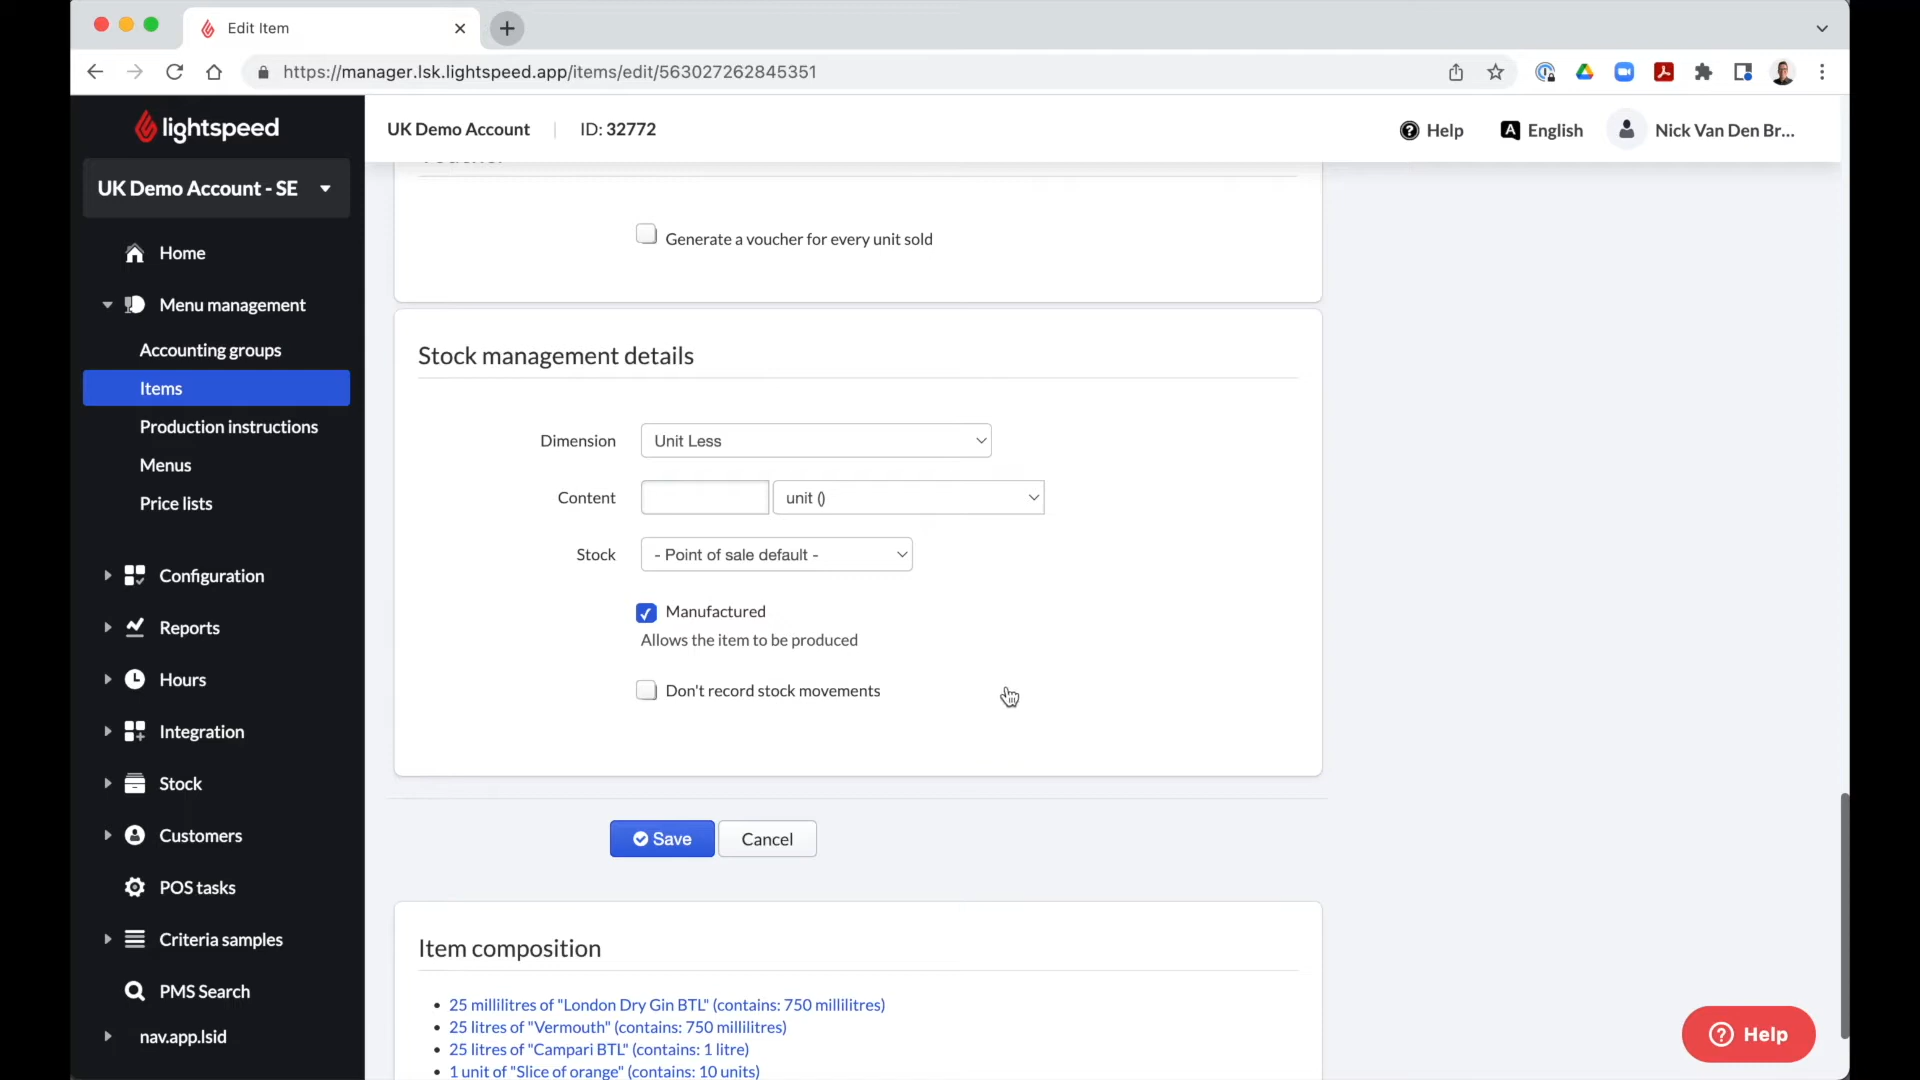 Edit Item
https://manager.lsk.lightspeed.app/items/edit/563027262845351
lightspeed
UK Demo Account
ID: 32772
Help
English
Nick Van Den Br...
UK Demo Account - SE
Home
Menu management
Accounting groups
Items
Production instructions
Menus
Price lists
Configuration
Reports
Hours
Integration
Stock
Customers
POS tasks
Criteria samples
PMS Search
nav.app.lsid
Generate a voucher for every unit sold
Stock management details
Dimension
Unit Less
Content
unit ()
Stock
- Point of sale default -
Manufactured
Allows the item to be produced
Don't record stock movements
Save
Cancel
Item composition
• 25 millilitres of "London Dry Gin BTL" (contains: 750 millilitres)
• 25 litres of "Vermouth" (contains: 750 millilitres)
• 25 litres of "Campari BTL" (contains: 1 litre)
• 1 unit of "Slice of orange" (contains: 10 units)
Help